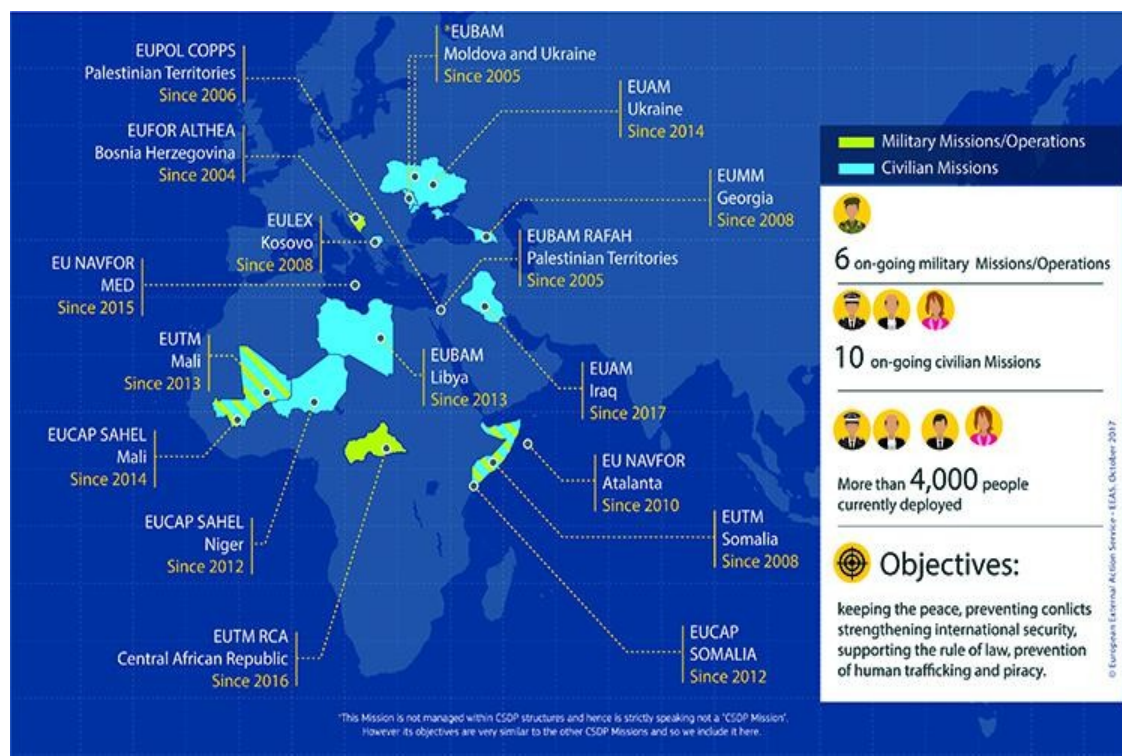 *EUBAM
Moldova and Ukraine
Since 2005
EUPOL COPPS
Palestinian Territories
Since 2006
EUAM
Ukraine
Since 2014
EUFOR ALTHEA
Bosnia Herzegovina
Since 2004
EUMM
Georgia
Since 2008
EULEX
Kosovo
Since 2008
EUBAM RAFAH
Palestinian Territories
Since 2005
EU NAVFOR
MED
Since 2015
EUTM
Mali
Since 2013
EUBAM
Libya
Since 2013
EUAM
Iraq
Since 2017
EUCAP SAHEL
Mali
Since 2014
EU NAVFOR
Atalanta
Since 2010
EUCAP SAHEL
Niger
Since 2012
EUTM
Somalia
Since 2008
EUTM RCA
Central African Republic
Since 2016
EUCAP
SOMALIA
Since 2012
*This Mission is not managed within CSDP structures and hence is strictly speaking not a "CSDP Mission".
However its objectives are very similar to the other CSDP Missions and so we include it here.
Military Missions/Operations
Civilian Missions
6 on-going military Missions/Operations
10 on-going civilian Missions
More than 4,000 people
currently deployed
Objectives:
keeping the peace, preventing conlicts
strengthening international security,
supporting the rule of law, prevention
of human trafficking and piracy.
© European External Action Service - EEAS. October 2017